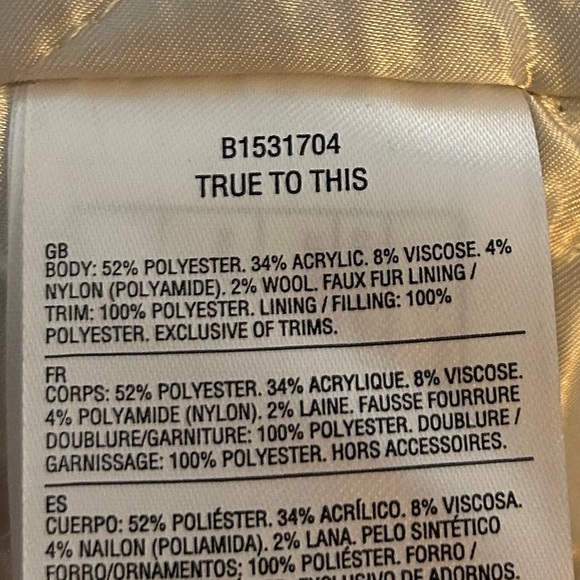 B1531704
TRUE TO THIS
GB
BODY: 52% POLYESTER. 34% ACRYLIC. 8% VISCOSE. 4%
NYLON (POLYAMIDE). 2% WOOL. FAUX FUR LINING /
TRIM: 100% POLYESTER. LINING / FILLING: 100%
POLYESTER. EXCLUSIVE OF TRIMS.
FR
CORPS: 52% POLYESTER. 34% ACRYLIQUE. 8% VISCOSE.
4% POLYAMIDE (NYLON). 2% LAINE. FAUSSE FOURRURE
DOUBLURE/GARNITURE: 100% POLYESTER. DOUBLURE /
GARNISSAGE: 100% POLYESTER. HORS ACCESSOIRES.
ES
CUERPO: 52% POLIÉSTER. 34% ACRÍLICO. 8% VISCOSA.
4% NAILON (POLIAMIDA). 2% LANA. PELO SINTÉTICO
FORRO/ORNAMENTOS; 100% POLIÉSTER. FORRO /
EXCLUSIVO DE ADORNOS.